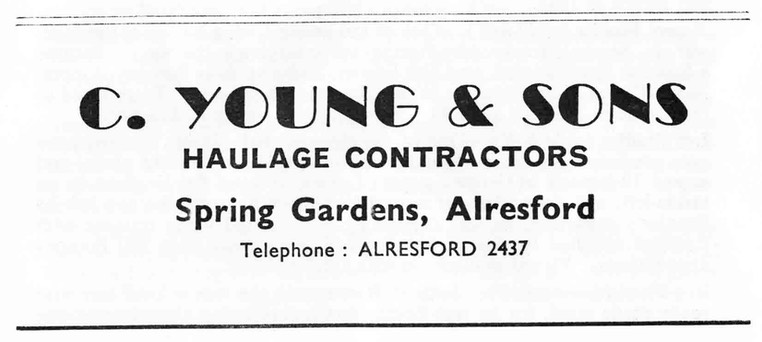 C. YOUNG & SONS
HAULAGE CONTRACTORS
Spring Gardens, Alresford
Telephone : ALRESFORD 2437